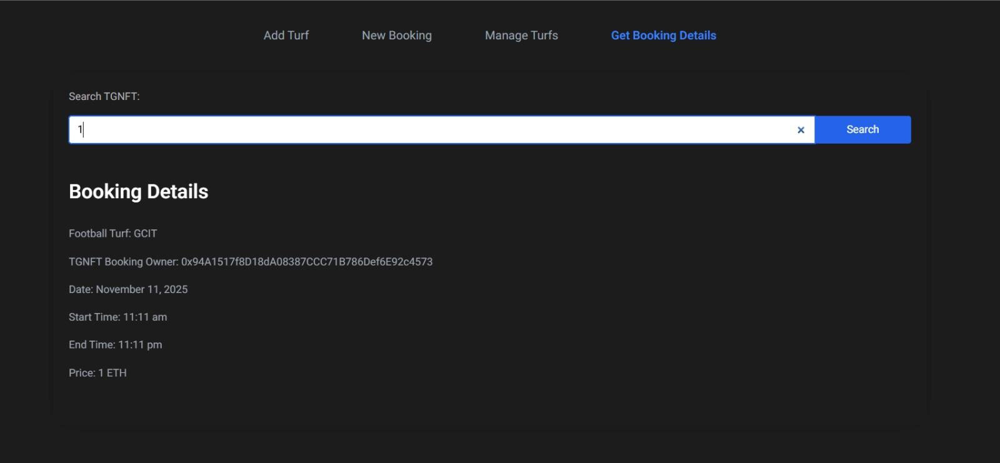 Add Turf New Booking Manage Turfs Get Booking Details
Search TGNFT:
1 × Search
Booking Details
Football Turf: GCIT
TGNFT Booking Owner: 0x94A1517f8D18dA08387CCC71B786Def6E92c4573
Date: November 11, 2025
Start Time: 11:11 am
End Time: 11:11 pm
Price: 1 ETH